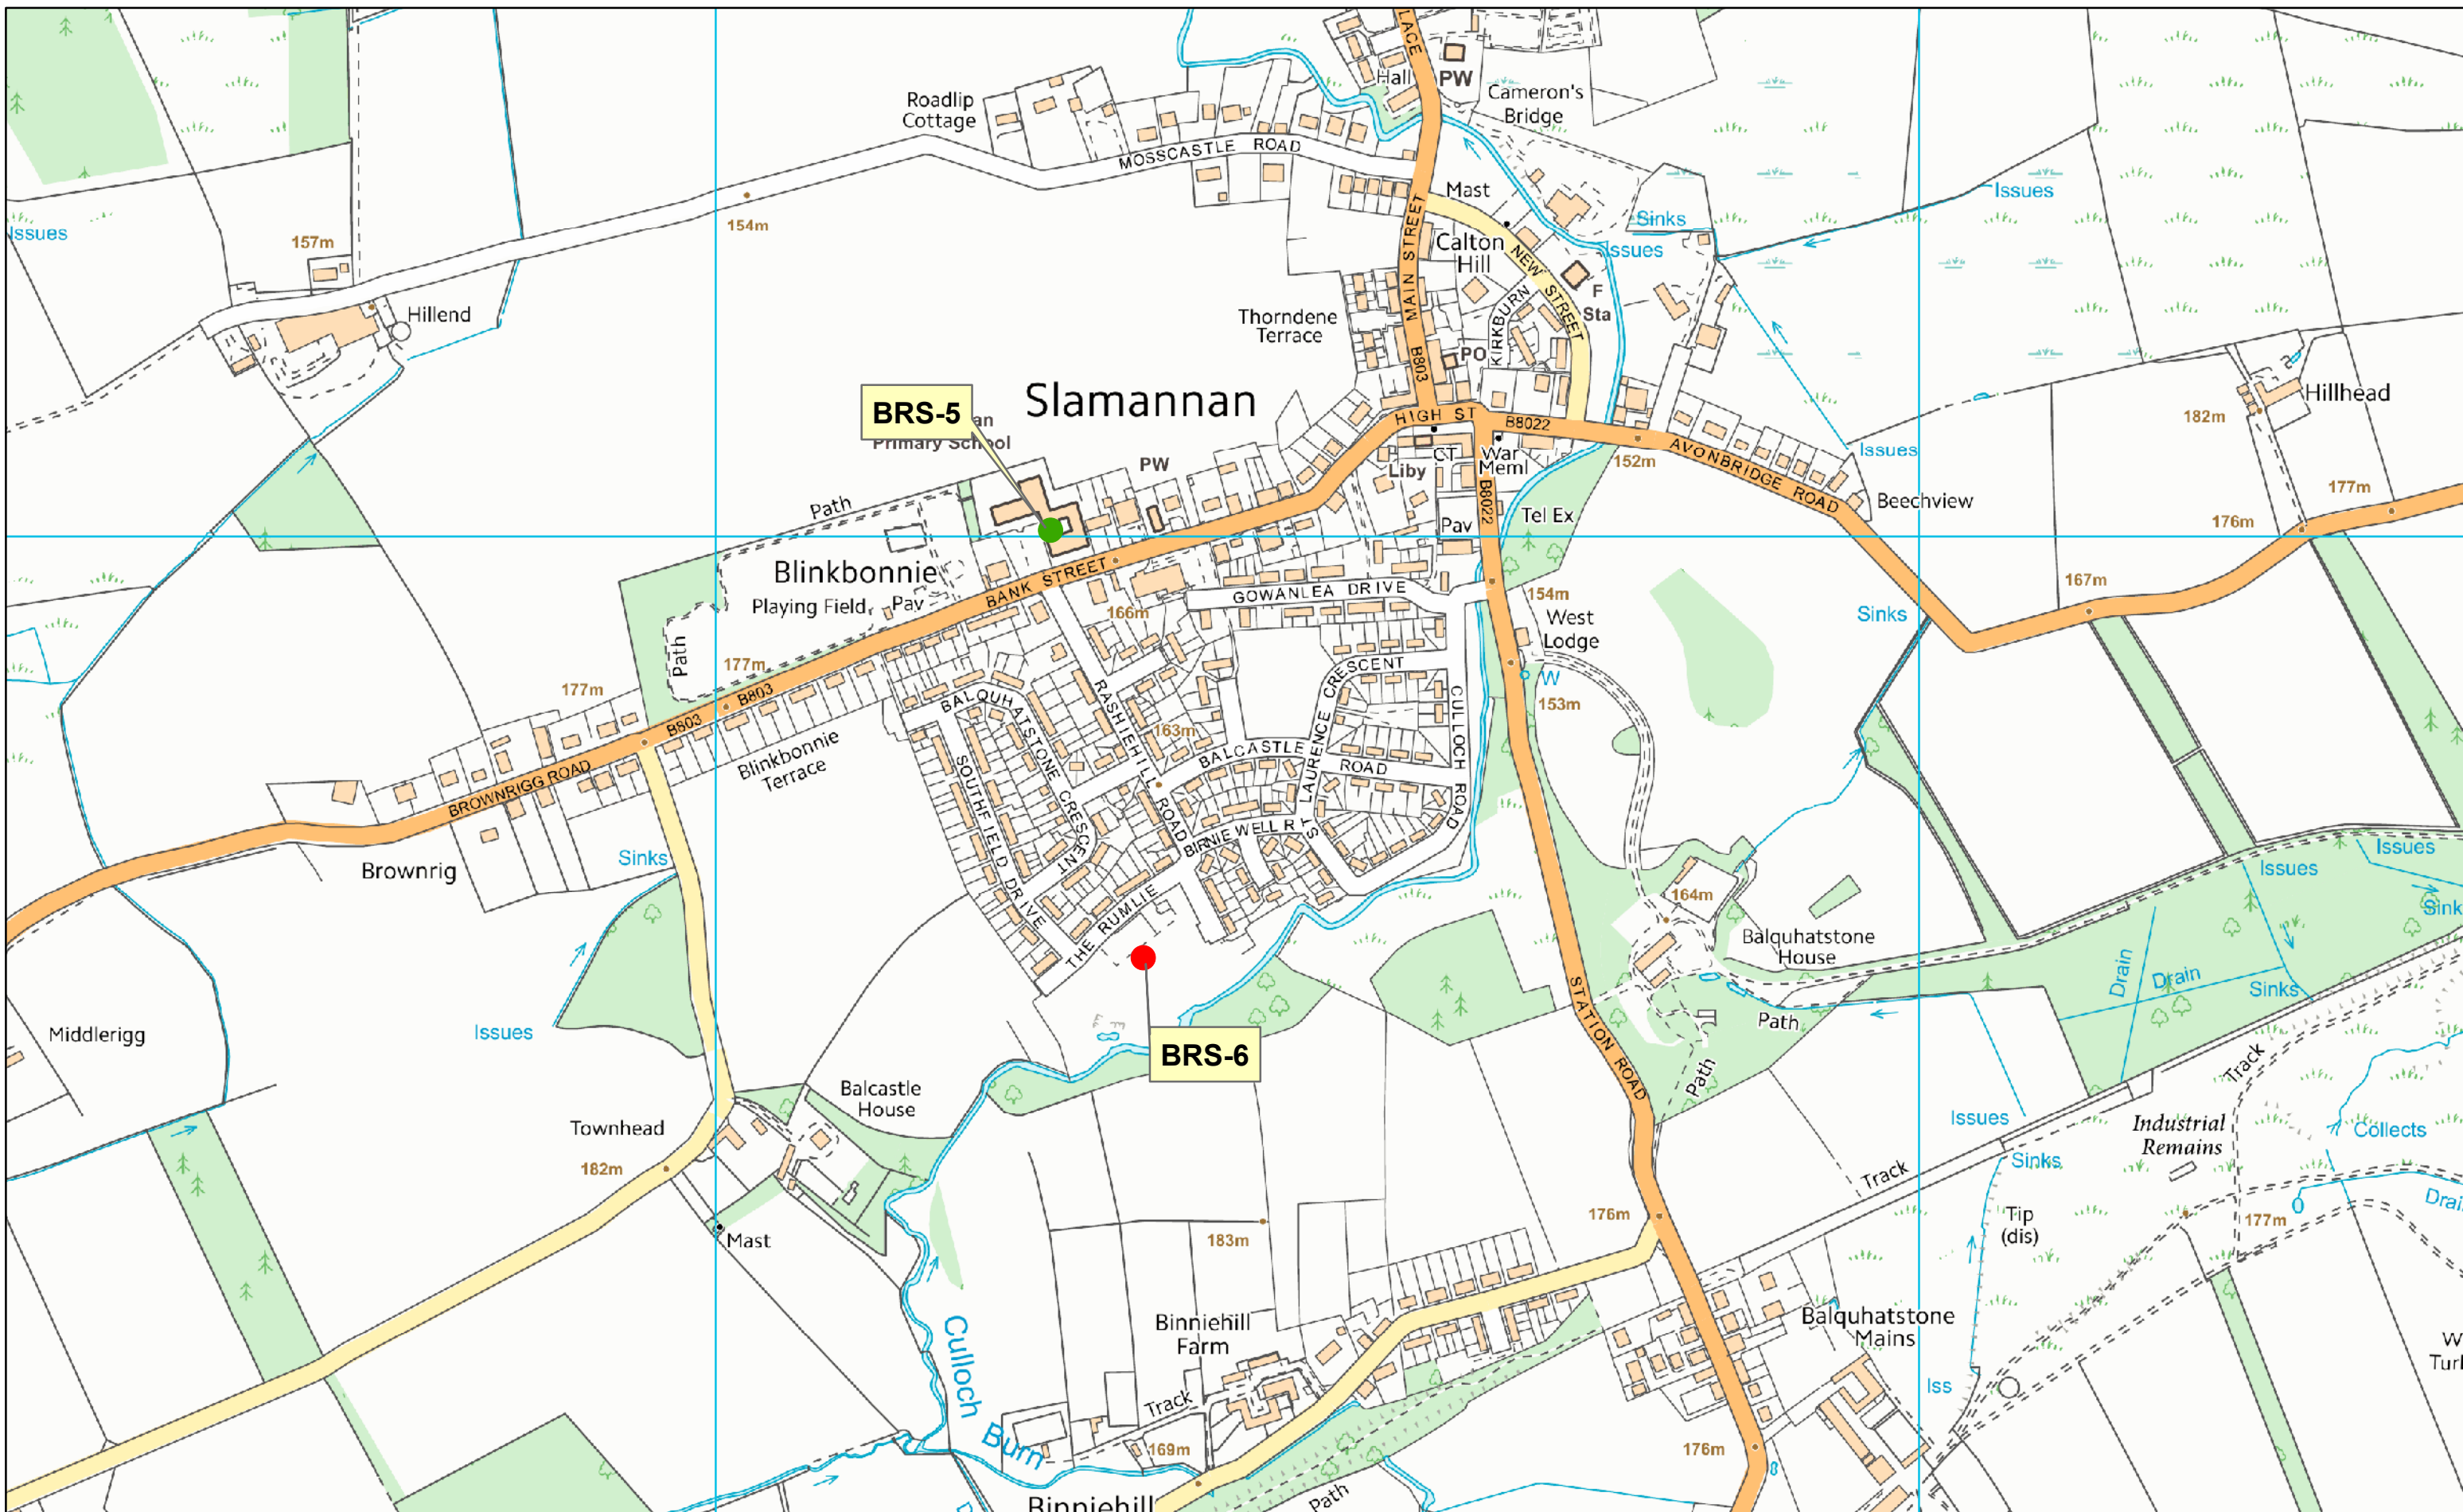 LACE
Hall
PW
Cameron's
Bridge
Roadlip
Cottage
MOSSCASTLE ROAD
154m
157m
Issues
Hillend
Mast
Sinks
Issues
Issues
Calton
Hill
NEW STREET
MAIN STREET
KIRKBURN
F
Sta
Thorndene
Terrace
PO
B803
Slamannan
BRS-5
an
Primary School
HIGH ST
B8022
AVONBRIDGE ROAD
152m
Issues
Beechview
Hillhead
182m
177m
176m
PW
Liby
CT
War
Meml
B8022
Tel Ex
Pav
Path
Blinkbonnie
Playing Field
Pav
BANK STREET
166m
GOWANLEA DRIVE
154m
West
Lodge
W
153m
Sinks
167m
Path
177m
177m
B803
B803
BROWNRIGG ROAD
Blinkbonnie
Terrace
BALQUHATSTONE CRESCENT
RASHIEHILL ROAD
163m
SOUTHFIELD DRIVE
BALCASTLE ROAD
ST LAURENCE CRESCENT
CULLOCH ROAD
BIRNIE WELL R
THE RUMLIE
Brownrig
Sinks
Issues
Middlerigg
164m
Balquhatstone
House
Issues
Issues
Sink
Drain
Drain
Sinks
Path
Path
STATION ROAD
BRS-6
Balcastle
House
Townhead
182m
Mast
183m
176m
Issues
Sinks
Track
Track
Industrial
Remains
Collects
Drai
Tip
(dis)
177m
Culloch
Burn
Binniehill
Farm
Track
169m
Balquhatstone
Mains
Iss
W
Turl
176m
Binniehill
Path